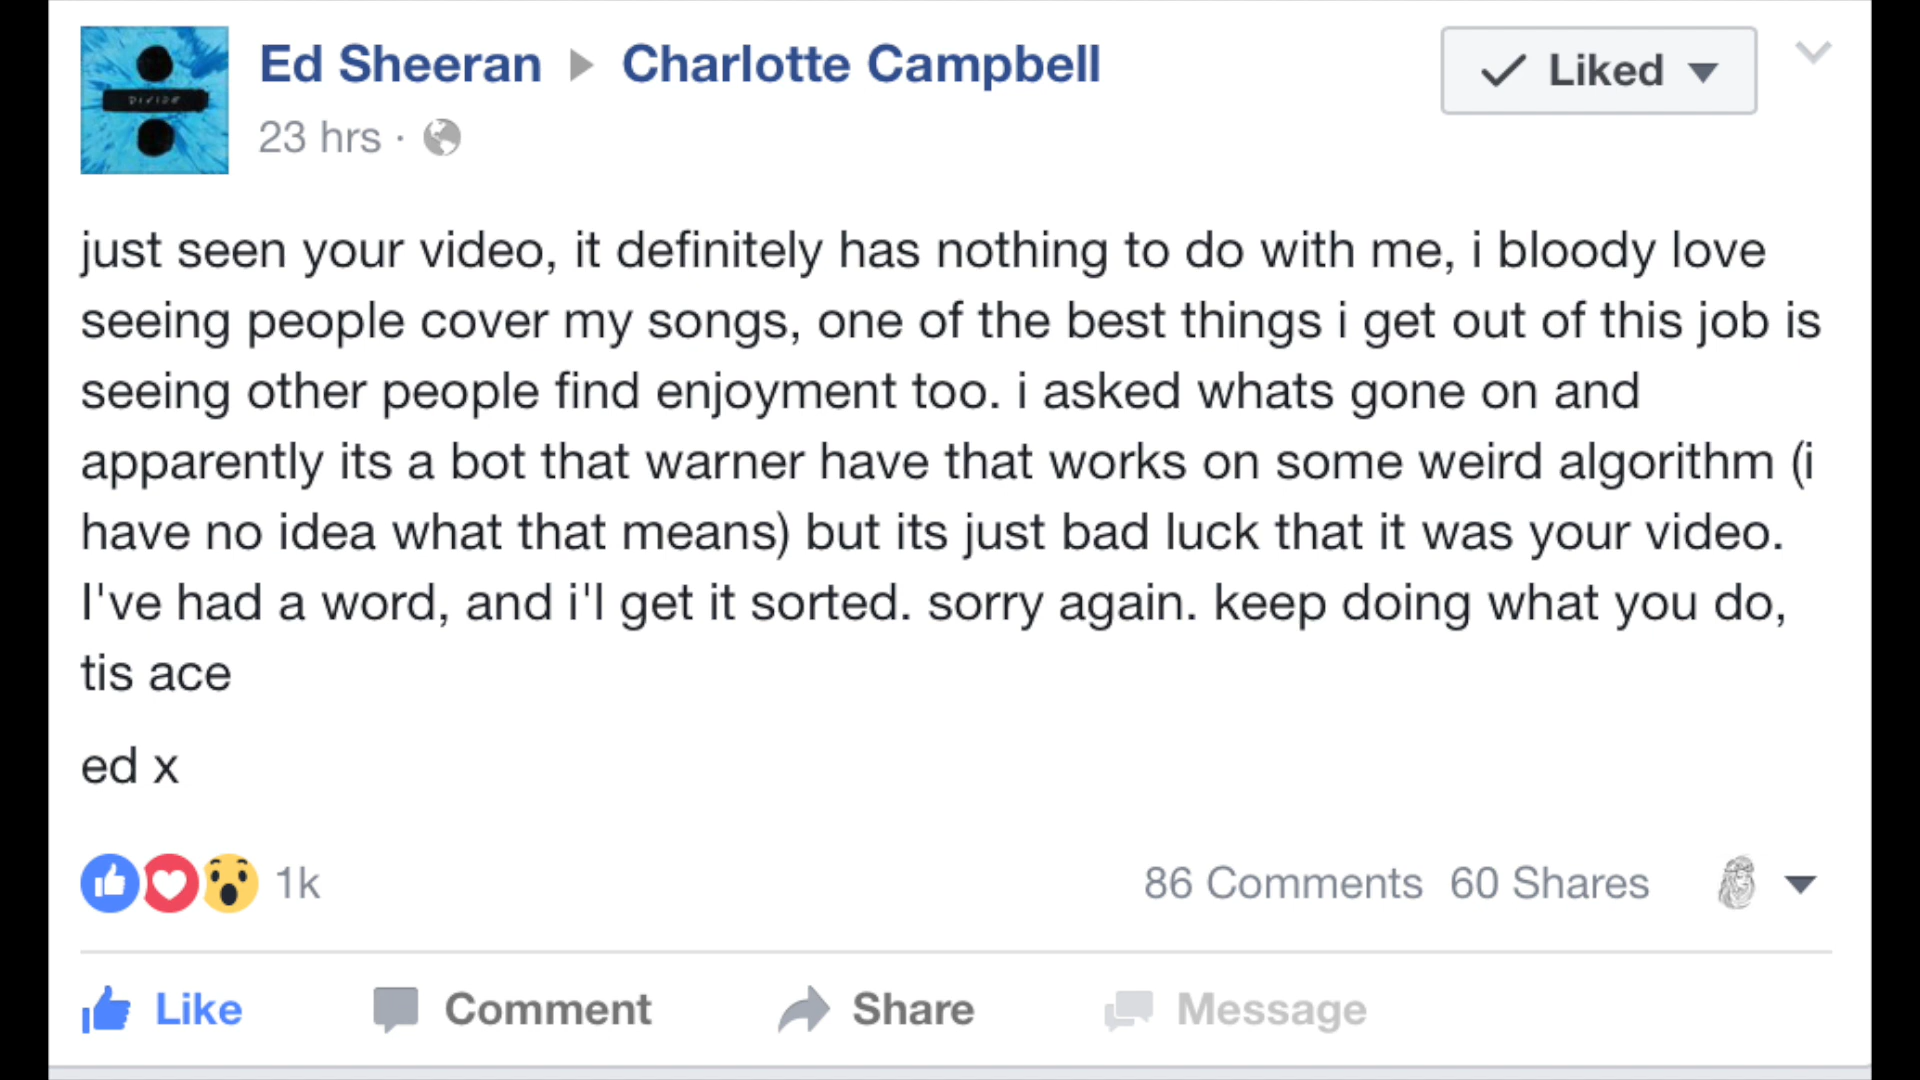 Ed Sheeran ▶ Charlotte Campbell
Liked
DIVIDE
23 hrs ·
just seen your video, it definitely has nothing to do with me, i bloody love
seeing people cover my songs, one of the best things i get out of this job is
seeing other people find enjoyment too. i asked whats gone on and
apparently its a bot that warner have that works on some weird algorithm (i
have no idea what that means) but its just bad luck that it was your video.
I've had a word, and i'l get it sorted. sorry again. keep doing what you do,
tis ace
ed x
1k
86 Comments 60 Shares
Like Comment Share Message